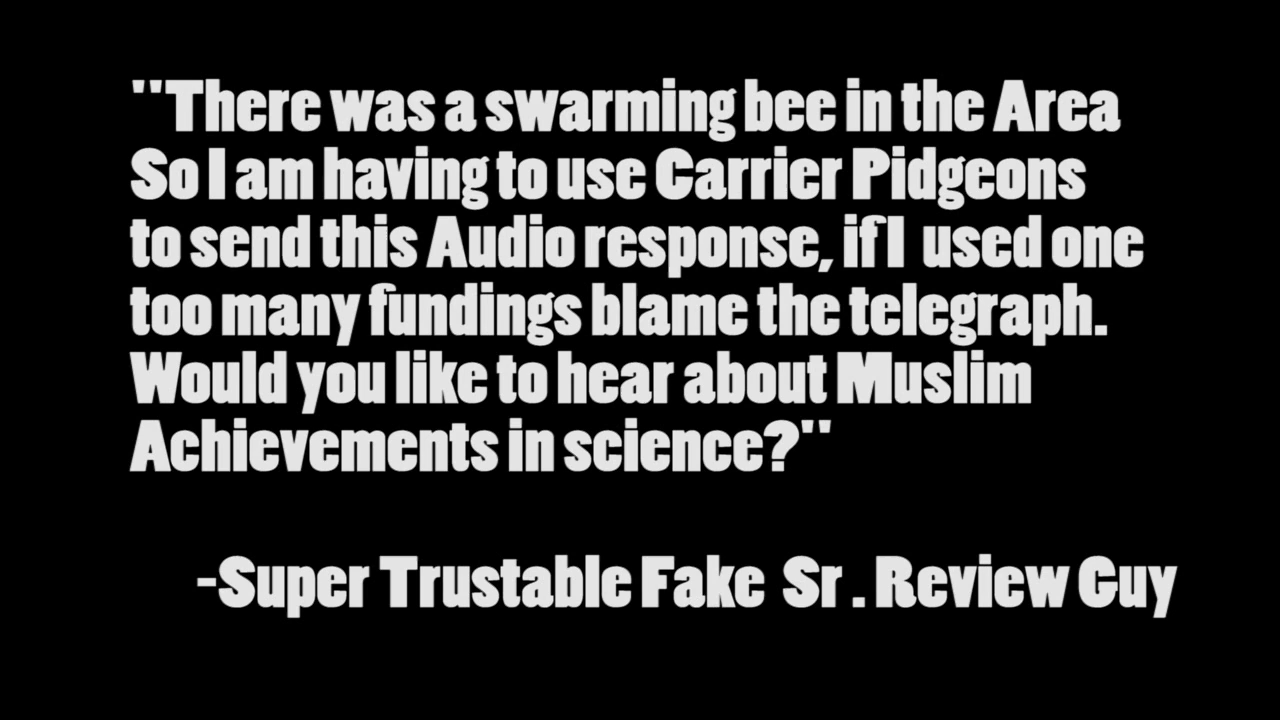 "There was a swarming bee in the Area
So I am having to use Carrier Pidgeons
to send this Audio response, if I used one
too many fundings blame the telegraph.
Would you like to hear about Muslim
Achievements in science?"
-Super Trustable Fake Sr . Review Guy